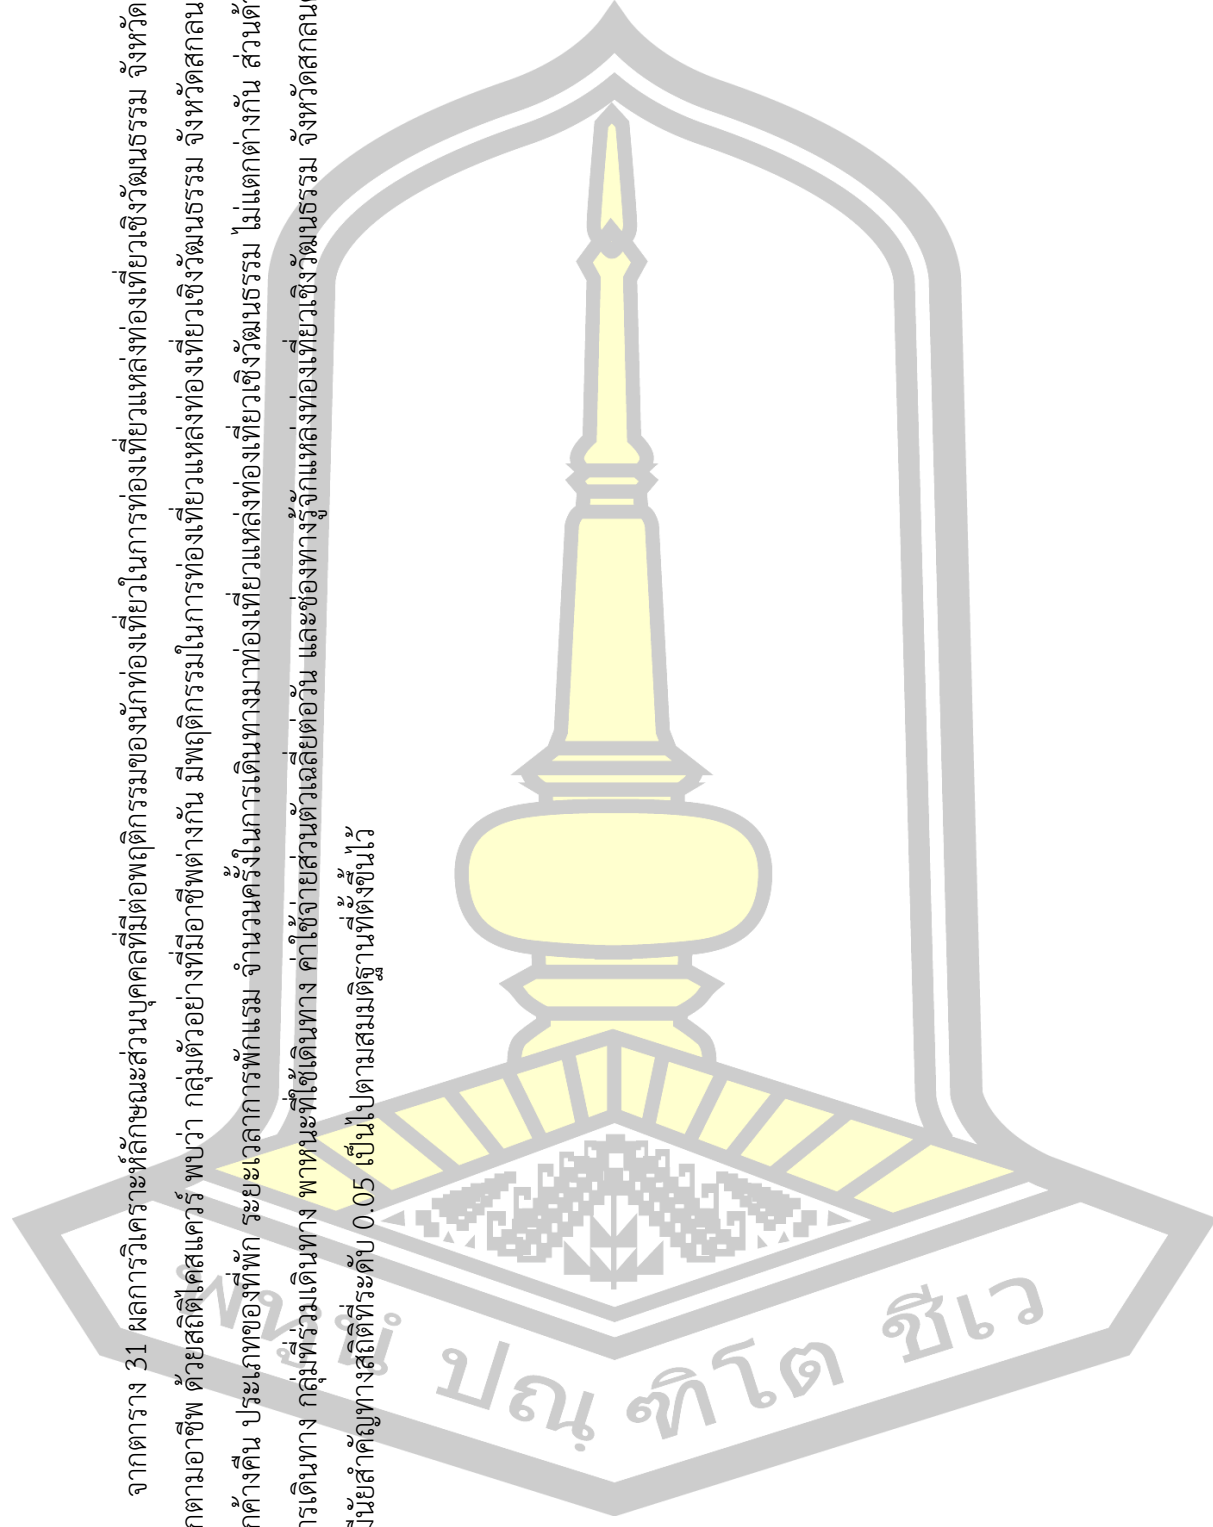 จากตาราง 31 ผลการวิเคราะห์ลักษณะส่วนบุคคลที่มีต่อพฤติกรรมของนักท่องเที่ยวในการท่องเที่ยวแหล่งท่องเที่ยวเชิงวัฒนธรรม จังหวัด
ตามอาชีพ ด้วยสถิติไคสแควร์ พบว่า กลุ่มตัวอย่างที่มีอาชีพต่างกัน มีพฤติกรรมในการท่องเที่ยวแหล่งท่องเที่ยวเชิงวัฒนธรรม จังหวัดสกลน
ค้างคืน ประเภทของที่พัก ระยะเวลาการพักแรม จำนวนครั้งในการเดินทางมาท่องเที่ยวแหล่งท่องเที่ยวเชิงวัฒนธรรม ไม่แตกต่างกัน ส่วนด้
ารเดินทาง กลุ่มที่ร่วมเดินทาง พาหนะที่ใช้เดินทาง ค่าใช้จ่ายส่วนตัวเฉลี่ยต่อวัน และช่องทางรู้จักแหล่งท่องเที่ยวเชิงวัฒนธรรม จังหวัดสกลน
มีนัยสำคัญทางสถิติที่ระดับ 0.05 เป็นไปตามสมมติฐานที่ตั้งขึ้นไว้
พหูนํ ปณฺฑิโต ชีเว